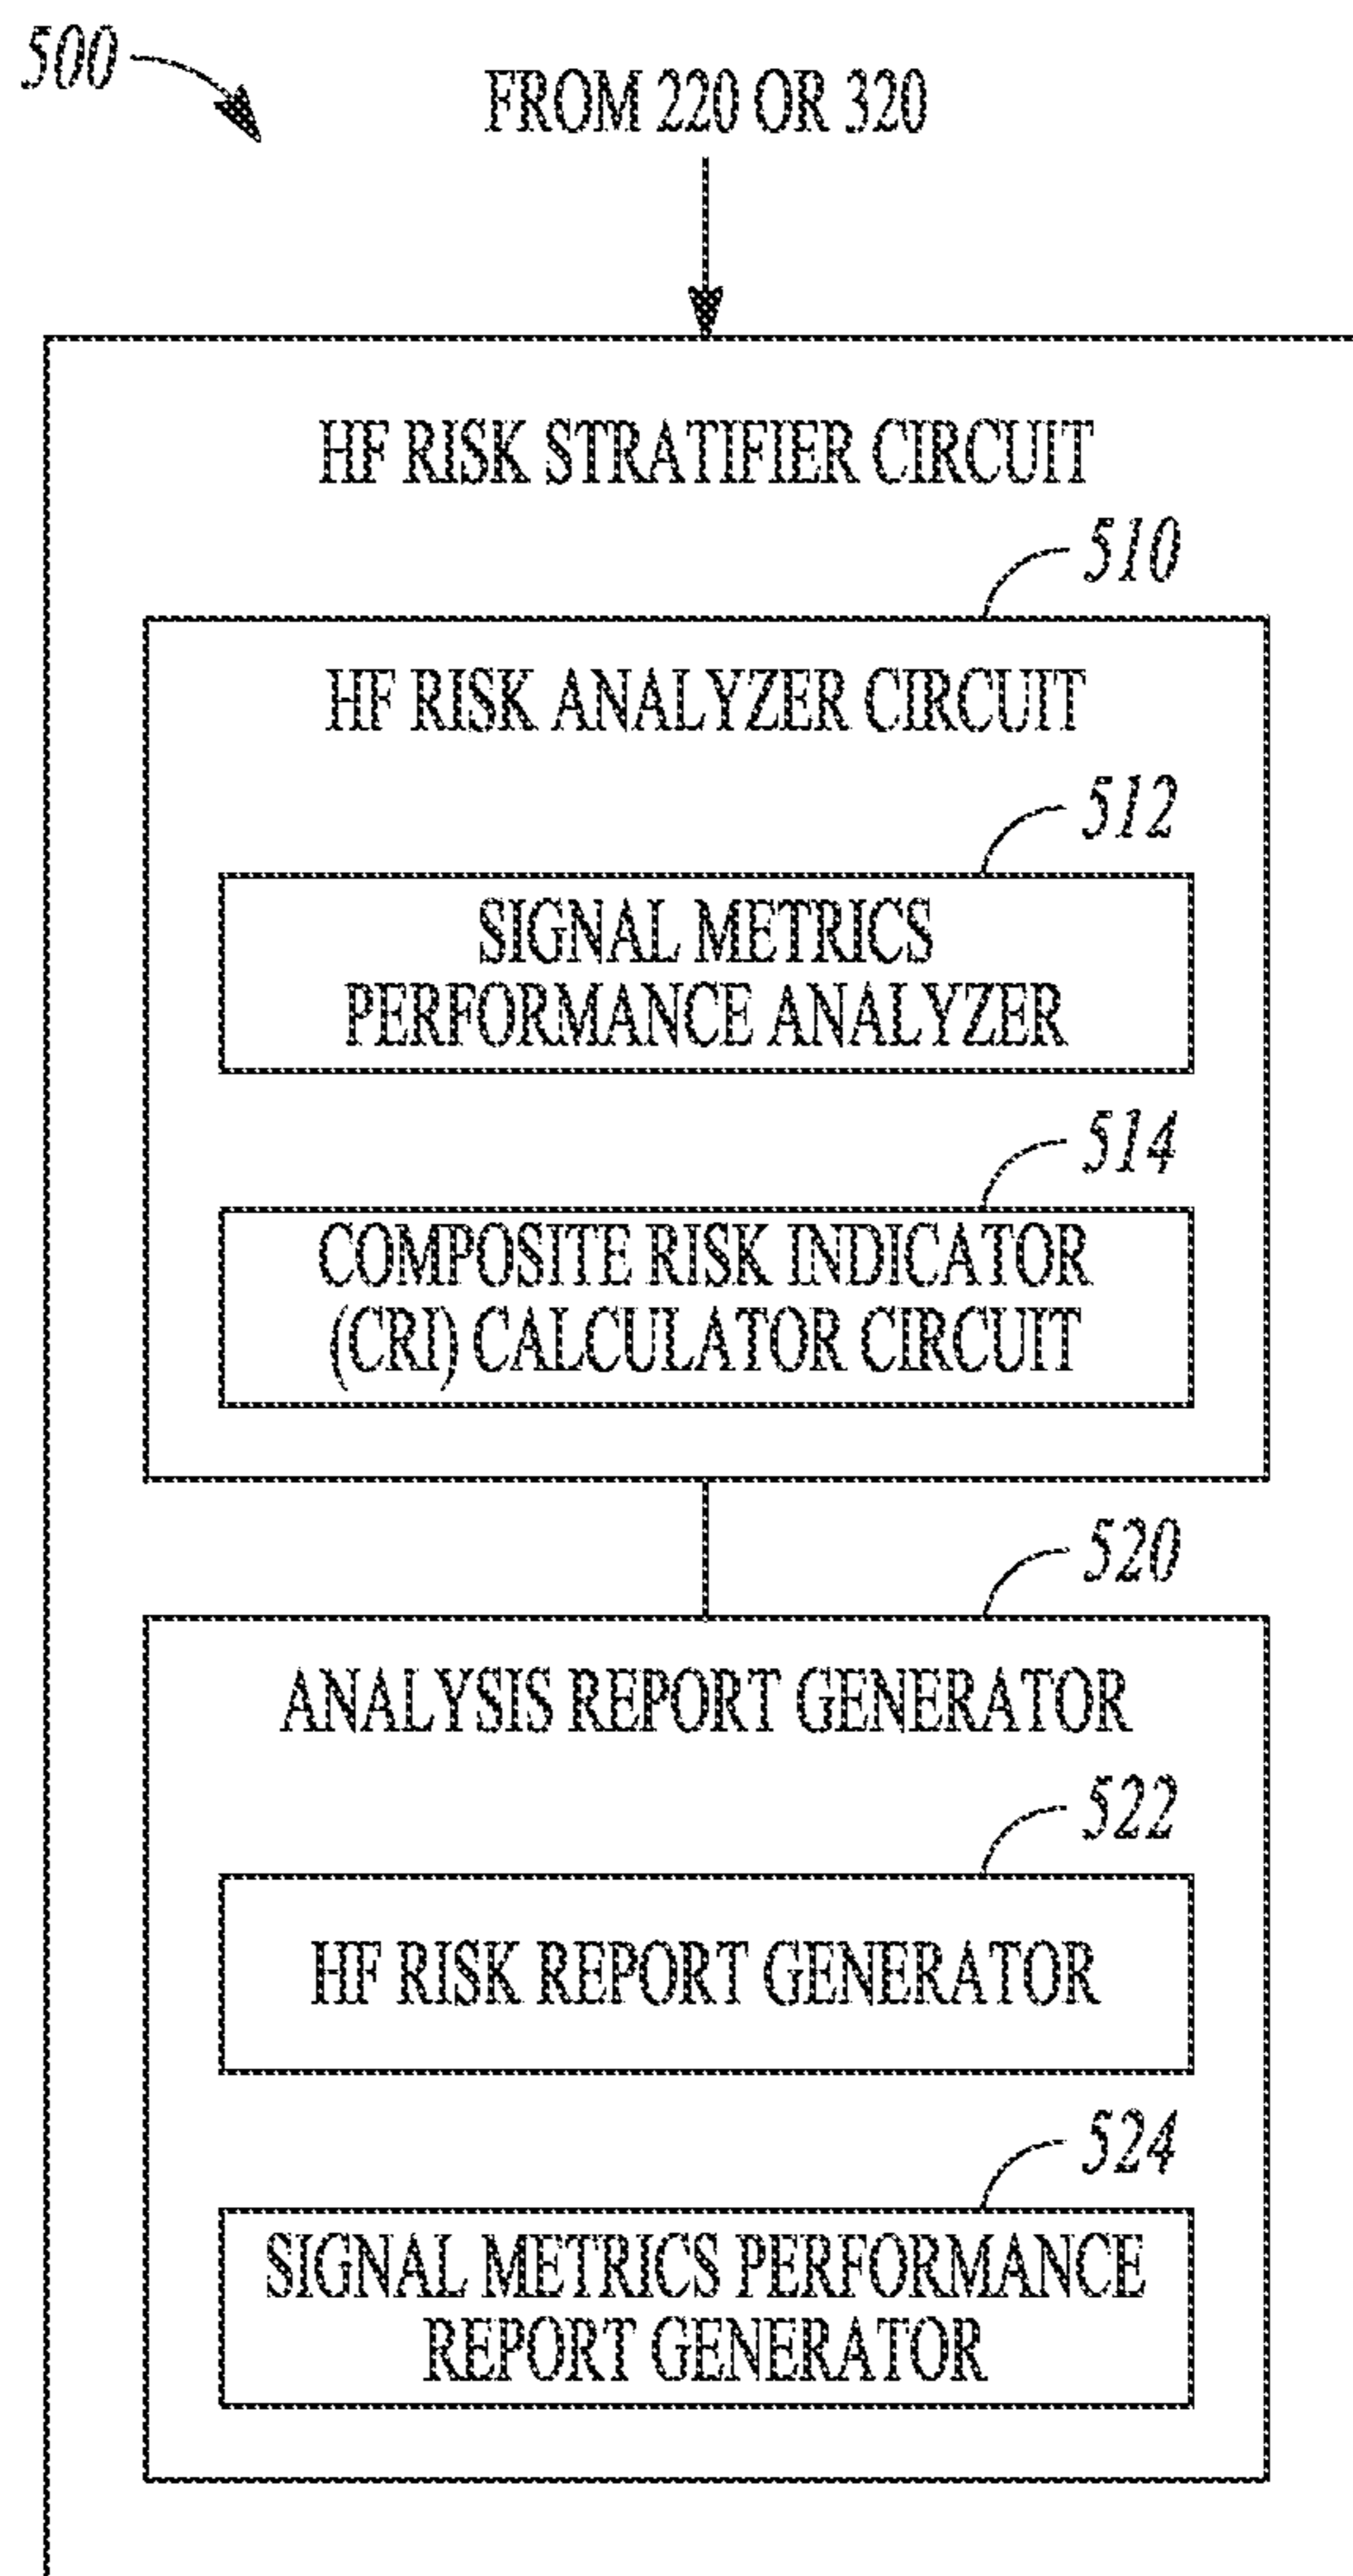 500
FROM 220 OR 320
HF RISK STRATIFIER CIRCUIT
510
HF RISK ANALYZER CIRCUIT
512
SIGNAL METRICS
PERFORMANCE ANALYZER
514
COMPOSITE RISK INDICATOR
(CRI) CALCULATOR CIRCUIT
520
ANALYSIS REPORT GENERATOR
522
HF RISK REPORT GENERATOR
524
SIGNAL METRICS PERFORMANCE
REPORT GENERATOR